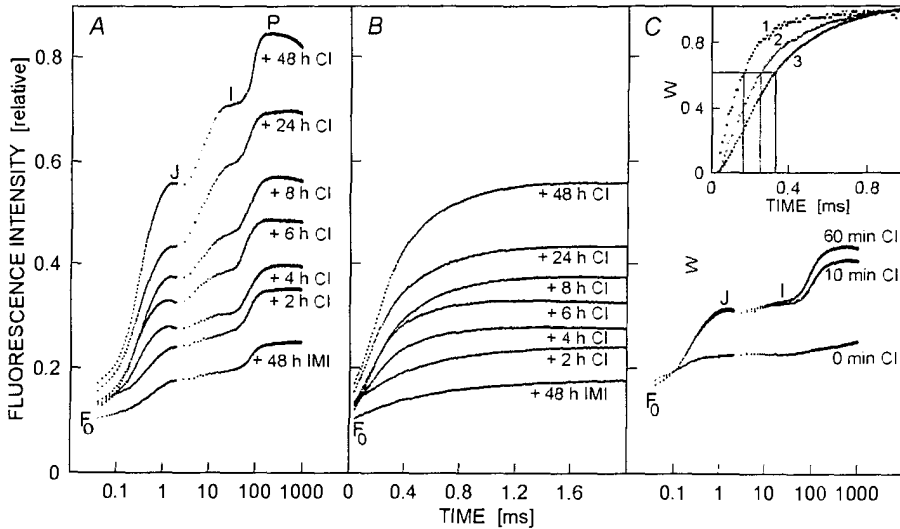 A
P
0.8
+ 48 h CI
I
+ 24 h CI
0.6
J
+ 8 h CI
+ 6 h CI
0.4
+ 4 h CI
+ 2 h CI
0.2
+ 48 h IMI
F0
0
FLUORESCENCE INTENSITY [relative]
0.1 1 10 100 1000
B
+ 48 h CI
+ 24 h CI
+ 8 h CI
+ 6 h CI
+ 4 h CI
+ 2 h CI
+ 48 h IMI
F0
0 0.4 0.8 1.2 1.6
TIME [ms]
C
1
2
3
0.8
0.4
0
W
0 0.4 0.8
TIME [ms]
60 min CI
W
J
I
10 min CI
0 min CI
F0
0.1 1 10 100 1000